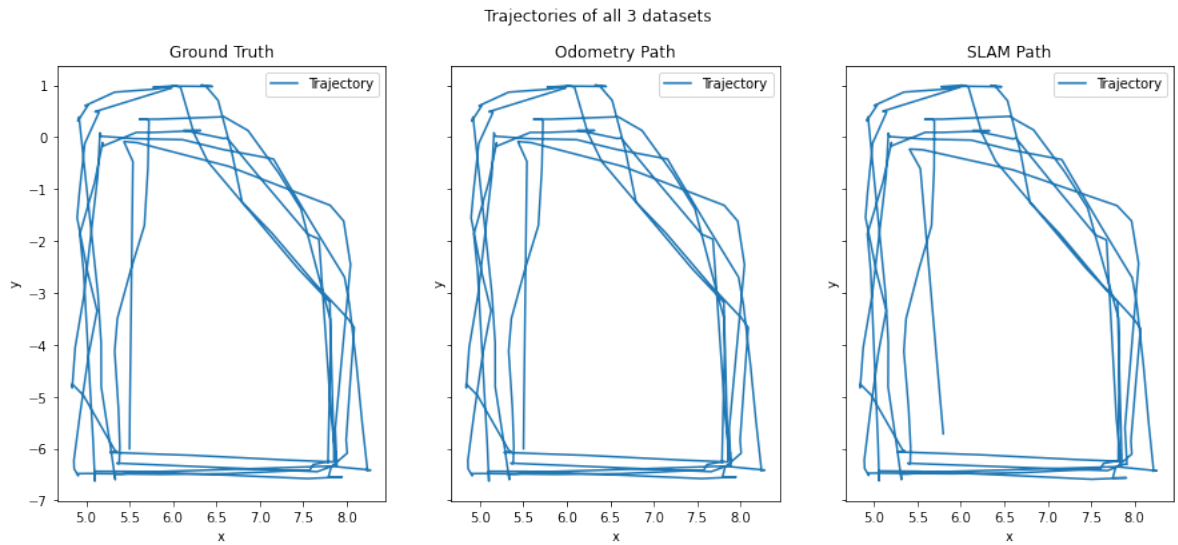 Trajectories of all 3 datasets
Ground Truth
Odometry Path
SLAM Path
Trajectory
Trajectory
Trajectory
1
0
−1
−2
−3
−4
−5
−6
−7
y
y
y
5.0 5.5 6.0 6.5 7.0 7.5 8.0
5.0 5.5 6.0 6.5 7.0 7.5 8.0
5.0 5.5 6.0 6.5 7.0 7.5 8.0
x
x
x